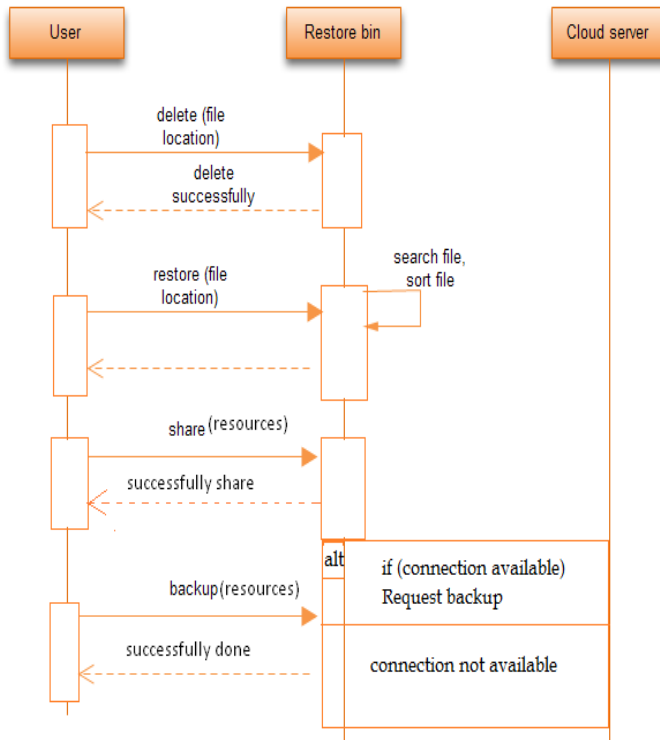 User
Restore bin
Cloud server
delete (file
location)
delete
successfully
search file,
sort file
restore (file
location)
share (resources)
successfully share
alt
if (connection available)
Request backup
backup(resources)
successfully done
connection not available